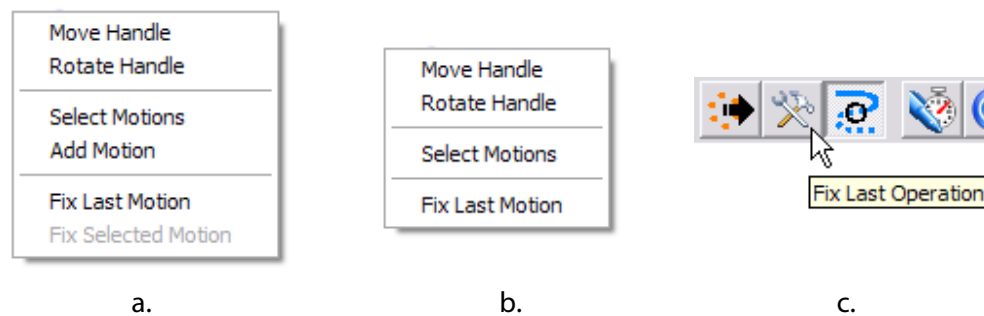 Move Handle
Rotate Handle
Select Motions
Add Motion
Fix Last Motion
Fix Selected Motion
a.
Move Handle
Rotate Handle
Select Motions
Fix Last Motion
b.
Fix Last Operation
c.